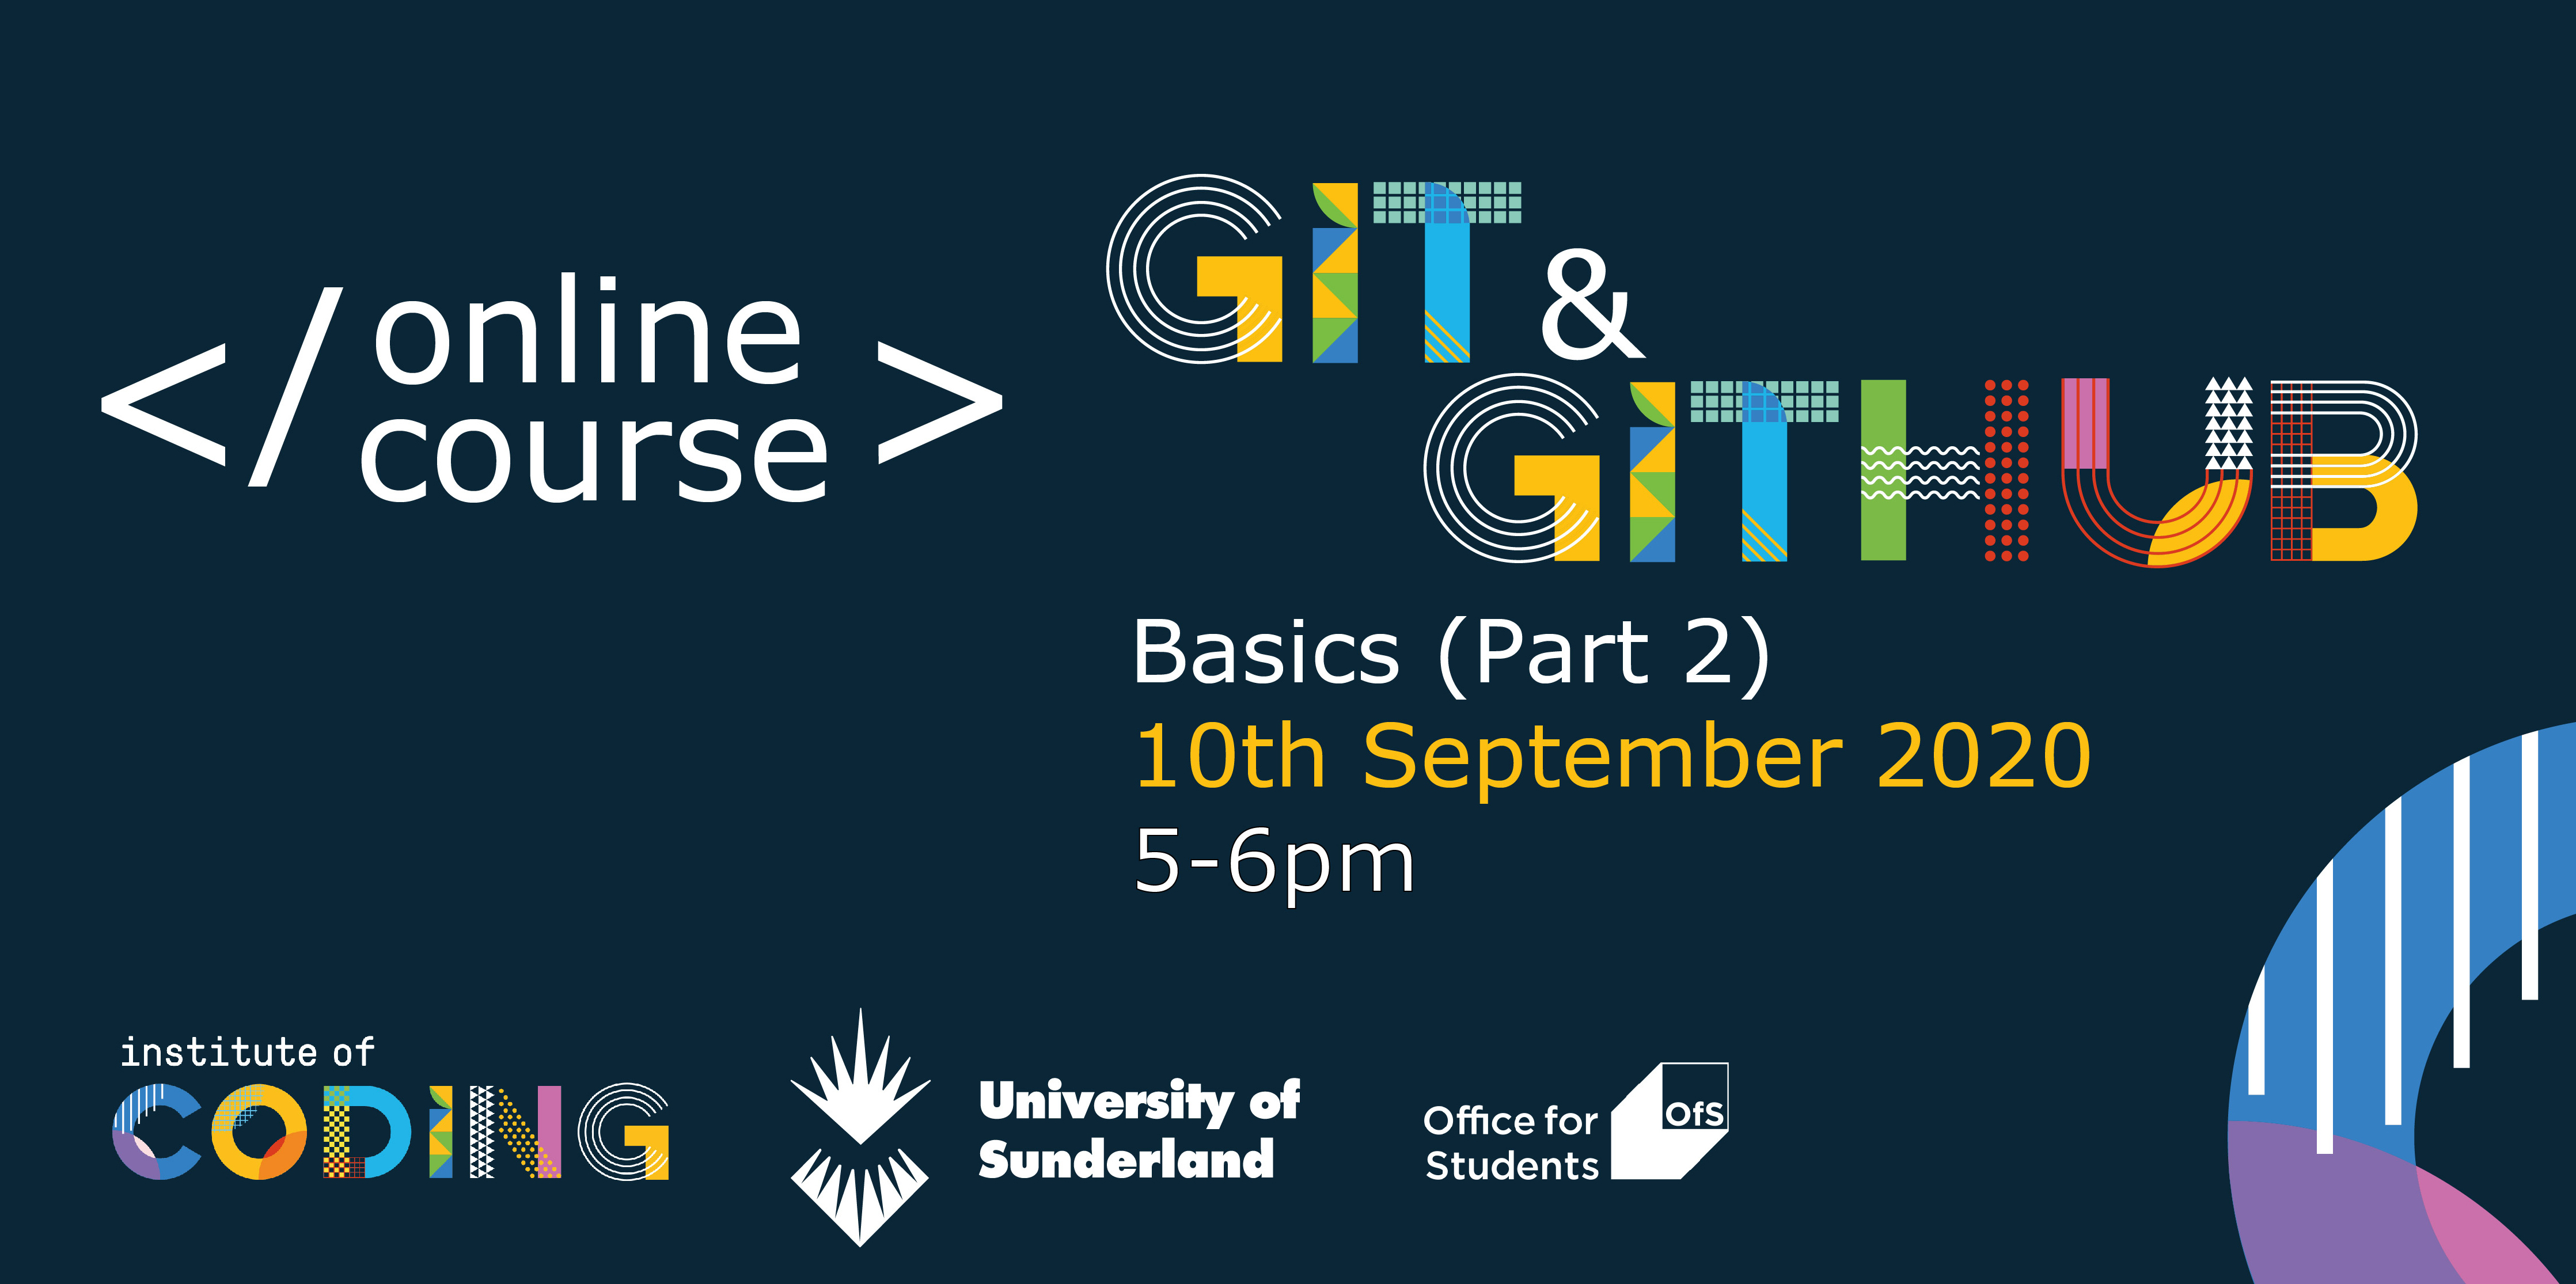 </ online
course >
GiT &
GiTHUB
Basics (Part 2)
10th September 2020
5-6pm
institute of
CODiNG
University of
Sunderland
Office for
Students
OfS